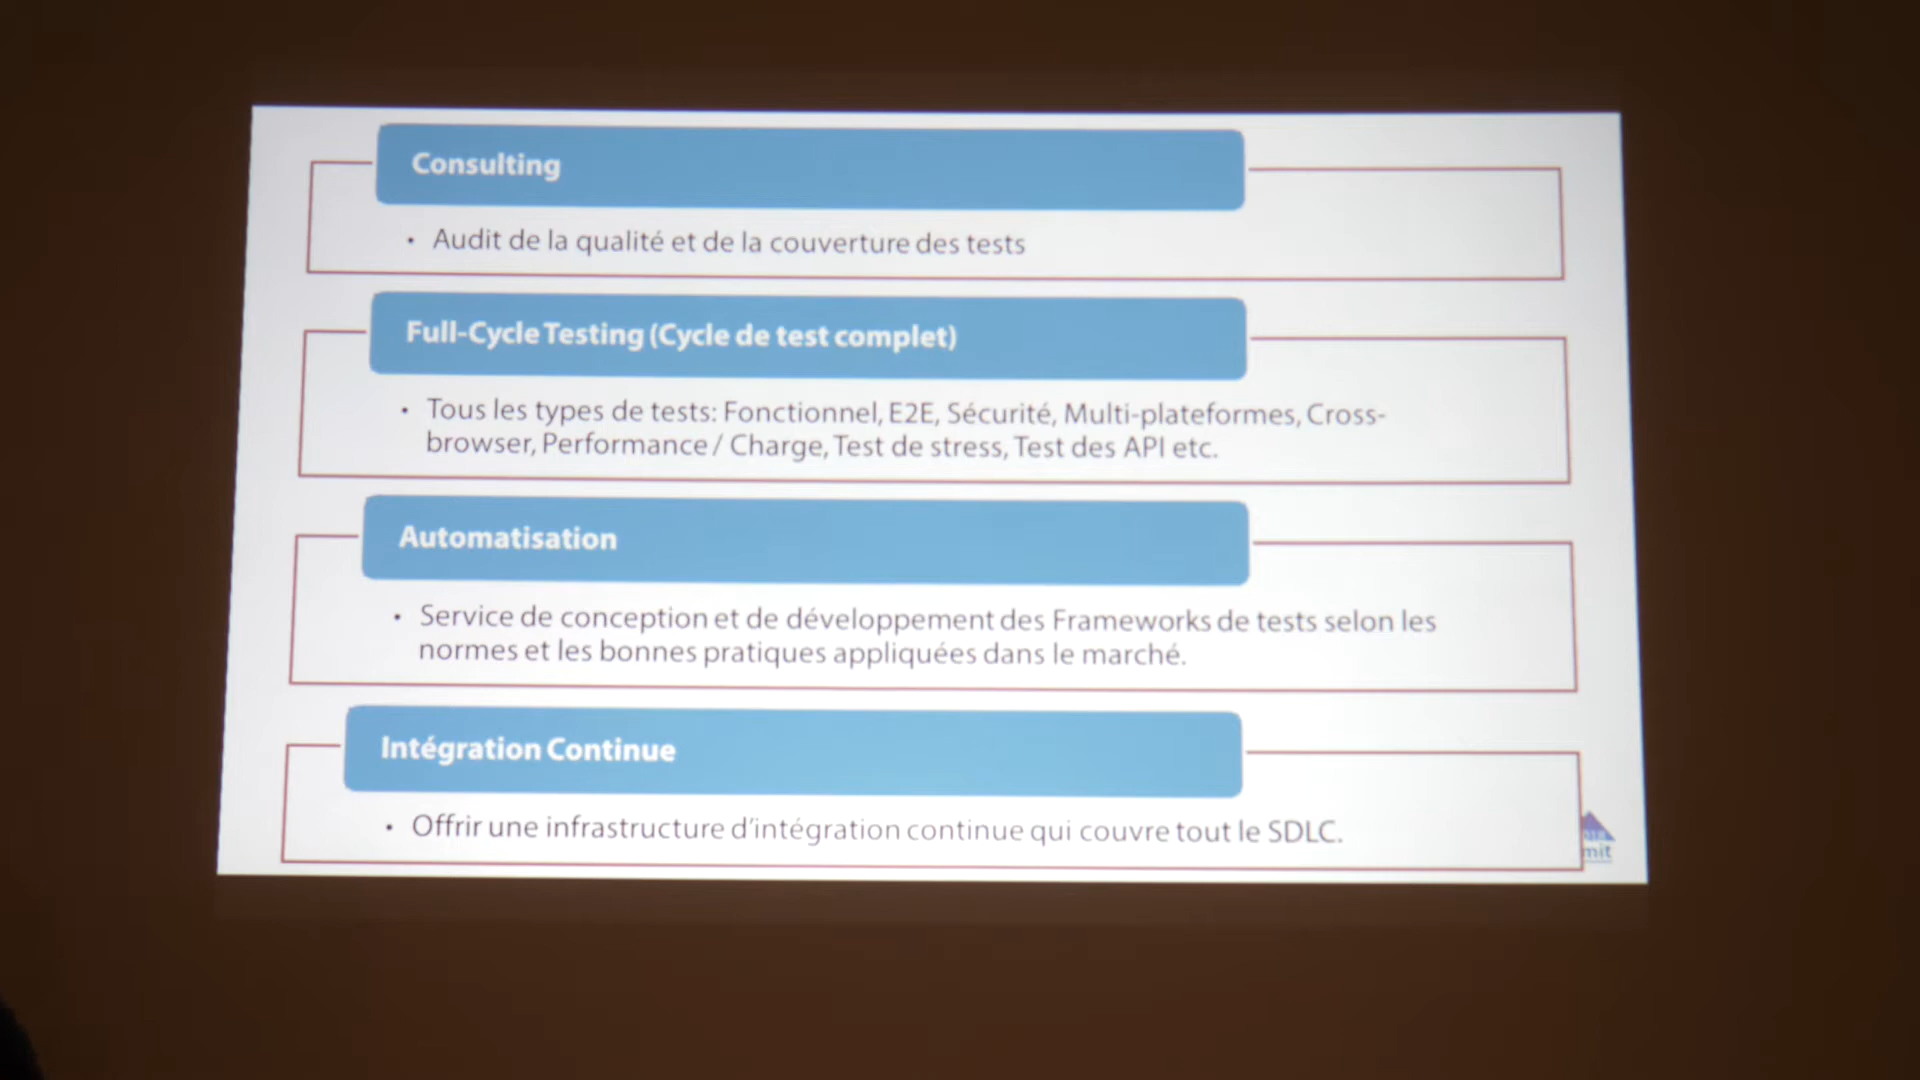 Consulting
• Audit de la qualité et de la couverture des tests
Full-Cycle Testing (Cycle de test complet)
• Tous les types de tests: Fonctionnel, E2E, Sécurité, Multi-plateformes, Cross-
browser, Performance / Charge, Test de stress, Test des API etc.
Automatisation
• Service de conception et de développement des Frameworks de tests selon les
normes et les bonnes pratiques appliquées dans le marché.
Intégration Continue
• Offrir une infrastructure d'intégration continue qui couvre tout le SDLC.
mit